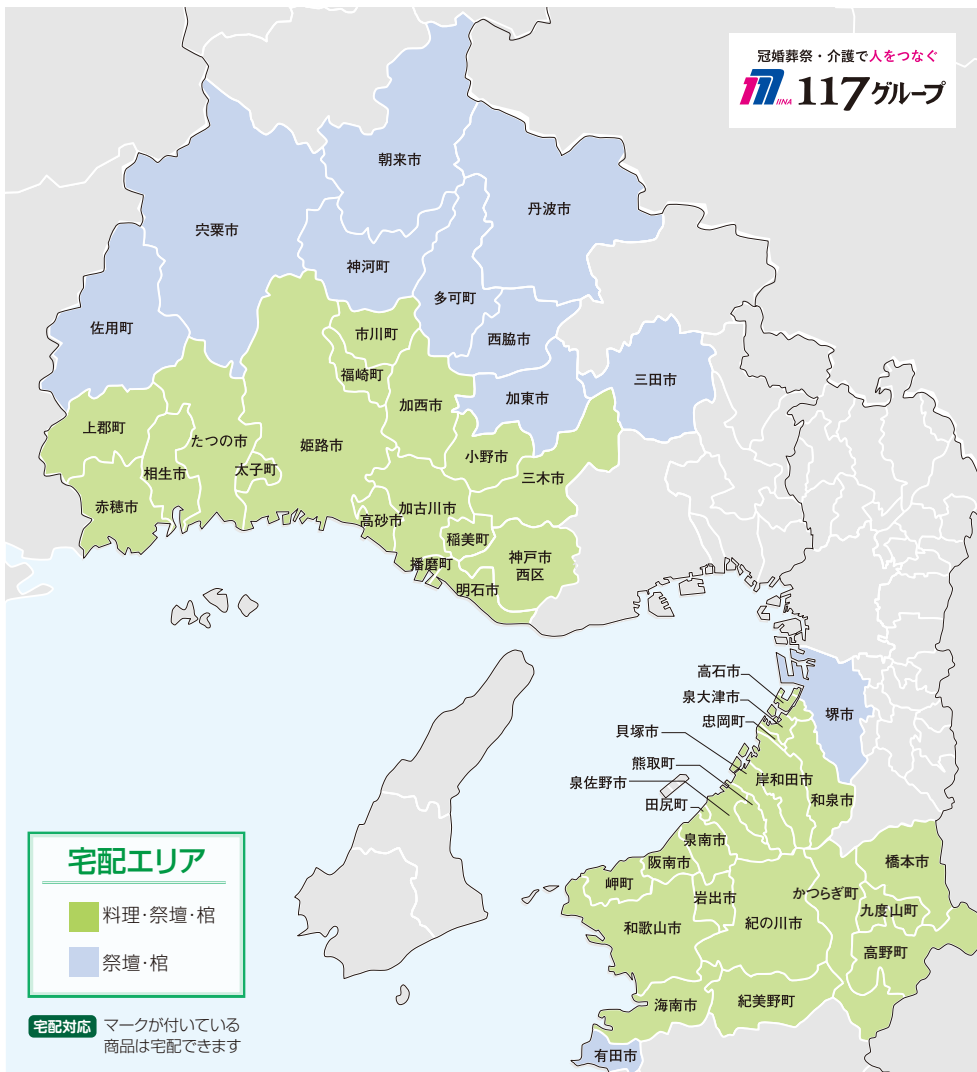 冠婚葬祭・介護で人をつなぐ
IINA 117グループ
朝来市
丹波市
宍粟市
神河町
多可町
佐用町
市川町
西脇市
福崎町
三田市
加東市
加西市
上郡町
たつの市
姫路市
小野市
太子町
相生市
三木市
赤穂市
加古川市
高砂市
稲美町
神戸市
西区
播磨町
明石市
高石市
泉大津市
忠岡町
堺市
貝塚市
熊取町
岸和田市
泉佐野市
和泉市
田尻町
泉南市
阪南市
橋本市
岬町
岩出市
かつらぎ町
九度山町
和歌山市
紀の川市
高野町
海南市
紀美野町
有田市
宅配エリア
料理・祭壇・棺
祭壇・棺
宅配対応 マークが付いている
商品は宅配できます